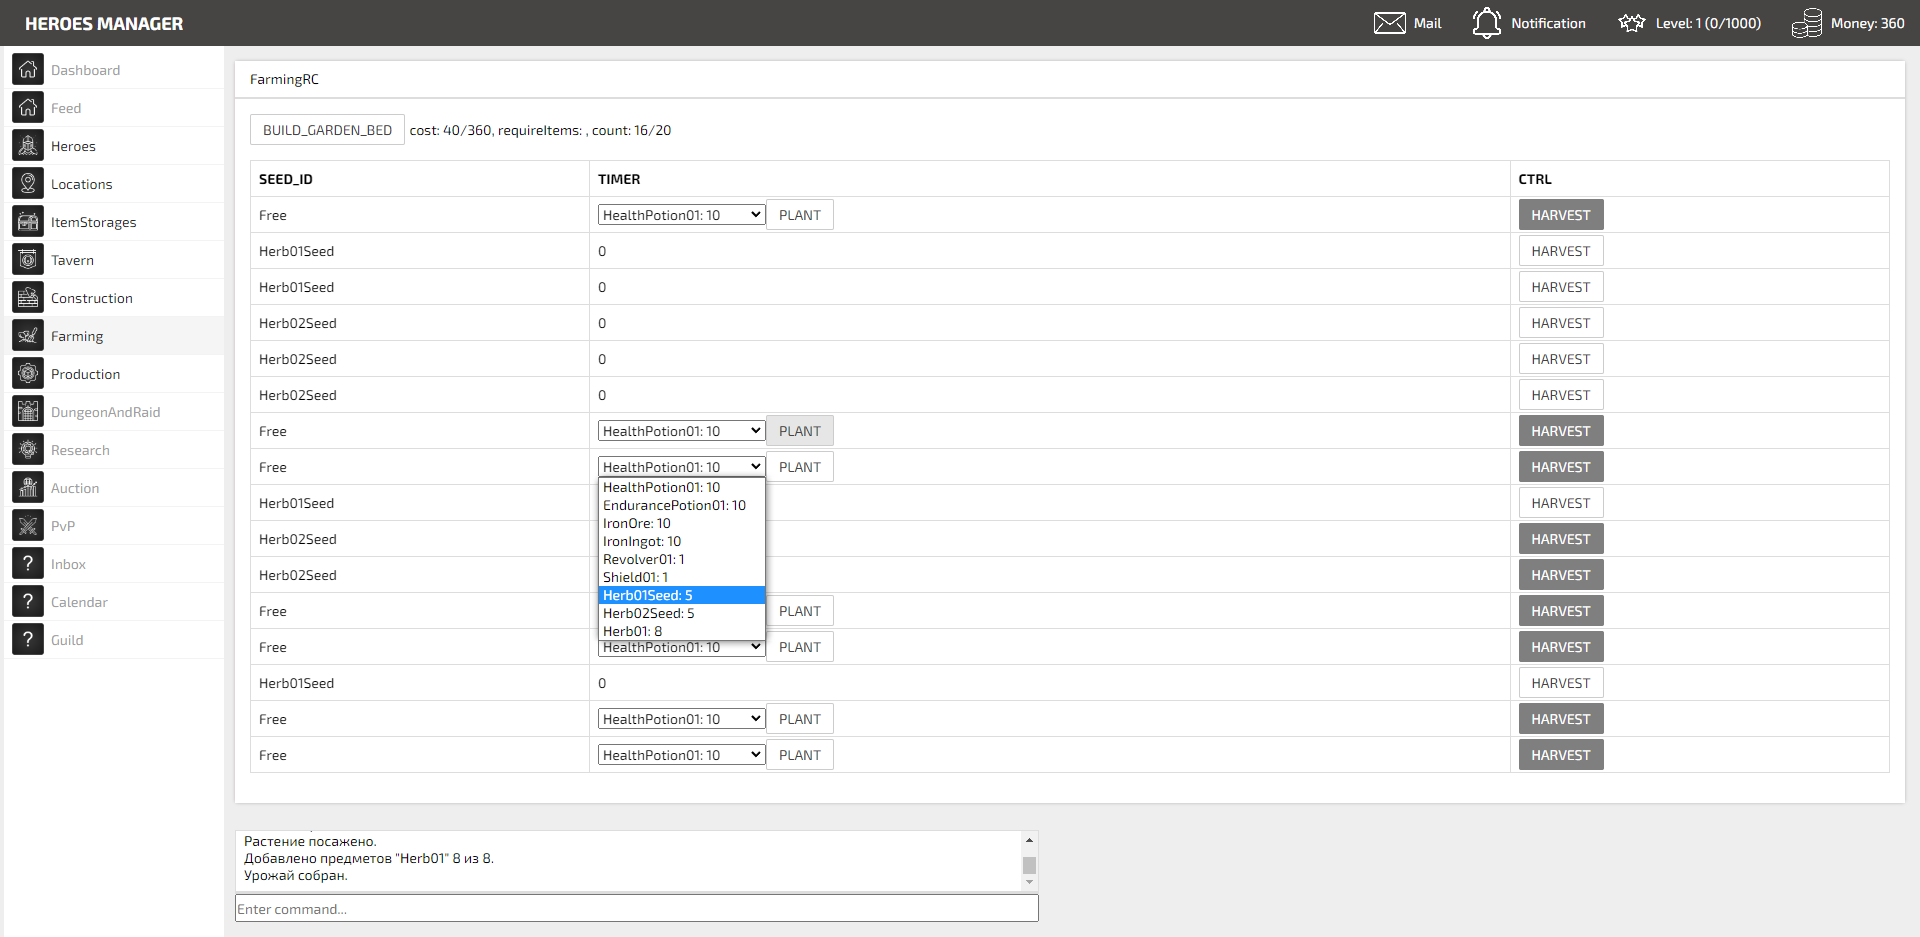 HEROES MANAGER
Mail
Notification
Level: 1 (0/1000)
Money: 360
Dashboard
Feed
Heroes
Locations
ItemStorages
Tavern
Construction
Farming
Production
DungeonAndRaid
Research
Auction
PvP
? Inbox
? Calendar
? Guild
FarmingRC
BUILD_GARDEN_BED cost: 40/360, requireItems: , count: 16/20
SEED_ID TIMER CTRL
Free HealthPotion01: 10 PLANT HARVEST
Herb01Seed 0 HARVEST
Herb01Seed 0 HARVEST
Herb02Seed 0 HARVEST
Herb02Seed 0 HARVEST
Herb02Seed 0 HARVEST
Free HealthPotion01: 10 PLANT HARVEST
Free HealthPotion01: 10 PLANT HARVEST
HealthPotion01: 10
EndurancePotion01: 10
IronOre: 10
IronIngot: 10
Revolver01: 1
Shield01: 1
Herb01Seed: 5
Herb02Seed: 5
Herb01: 8
Herb01Seed HARVEST
Herb02Seed HARVEST
Herb02Seed HARVEST
Free PLANT HARVEST
Free HealthPotion01: 10 PLANT HARVEST
Herb01Seed 0 HARVEST
Free HealthPotion01: 10 PLANT HARVEST
Free HealthPotion01: 10 PLANT HARVEST
Растение посажено.
Добавлено предметов "Herb01" 8 из 8.
Урожай собран.
Enter command...